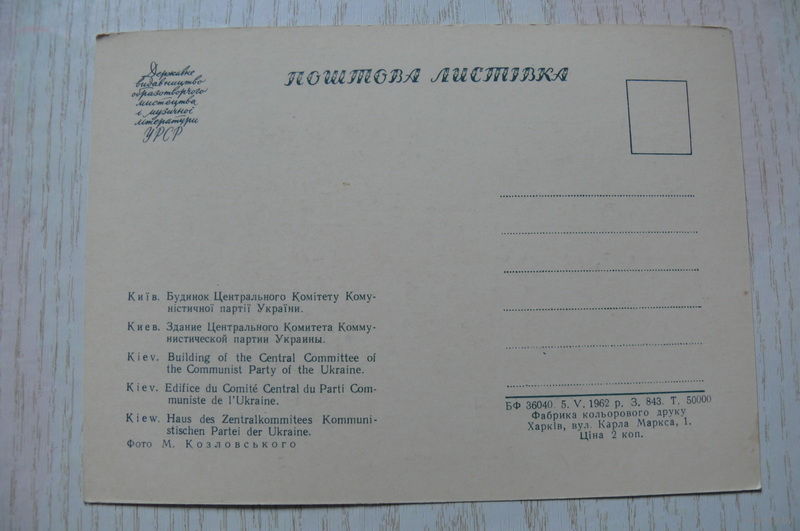 Державне
видавництво
образотворчого
мистецтва
і музичної
літератури
УРСР
ПОШТОВА ЛИСТІВКА
Київ. Будинок Центрального Комітету Кому-
ністичної партії України.
Киев. Здание Центрального Комитета Комму-
нистической партии Украины.
Kiev. Building of the Central Committee of
the Communist Party of the Ukraine.
Kiev. Edifice du Comité Central du Parti Com-
muniste de l'Ukraine.
Kiew. Haus des Zentralkommitees Kommuni-
stischen Partei der Ukraine.
Фото М. Козловського
БФ 36040 5. V. 1962 р. З. 843. Т. 50000
Фабрика кольорового друку
Харків, вул. Карла Маркса, 1.
Ціна 2 коп.